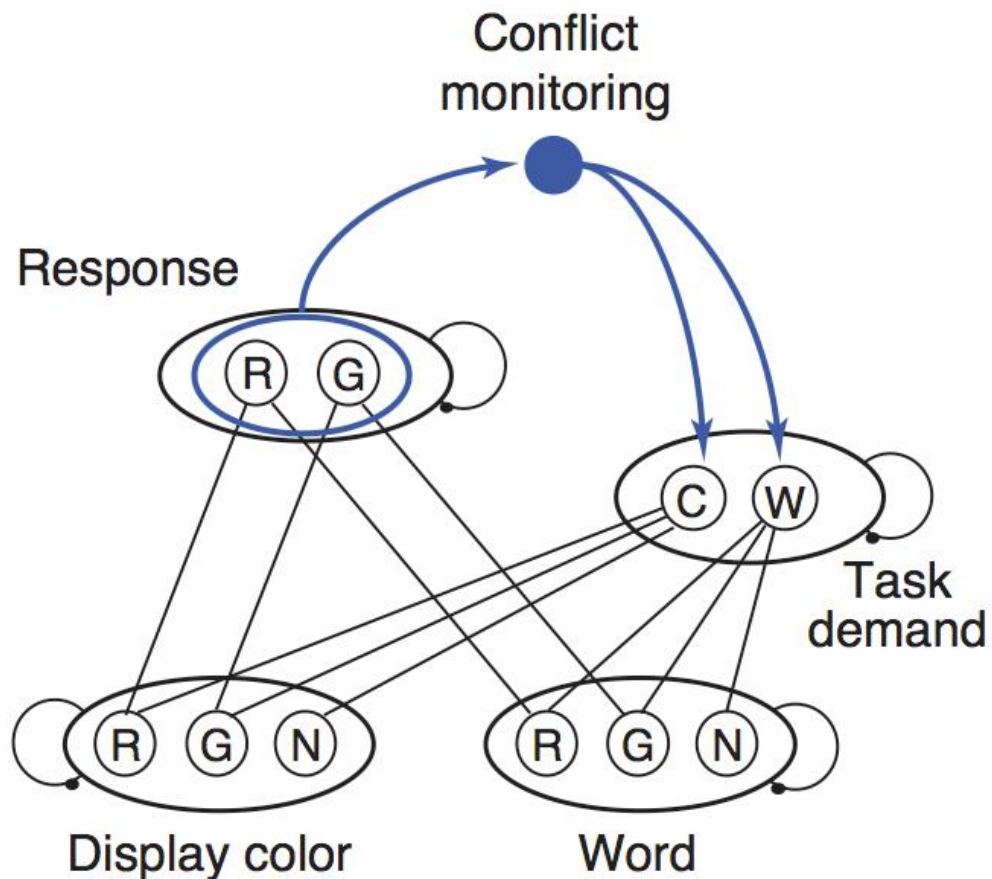 Conflict
monitoring
Response
R G
C W
Task
demand
R G N
R G N
Display color
Word